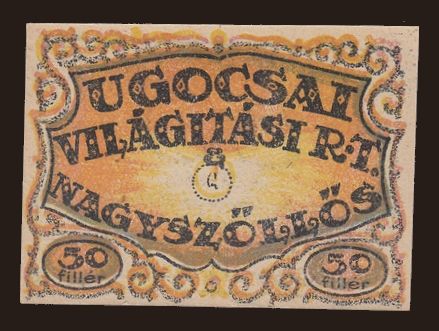 UGOCSAI
VILÁGITÁSI R.T.
NAGYSZŐLLŐS
50 fillér
50 fillér